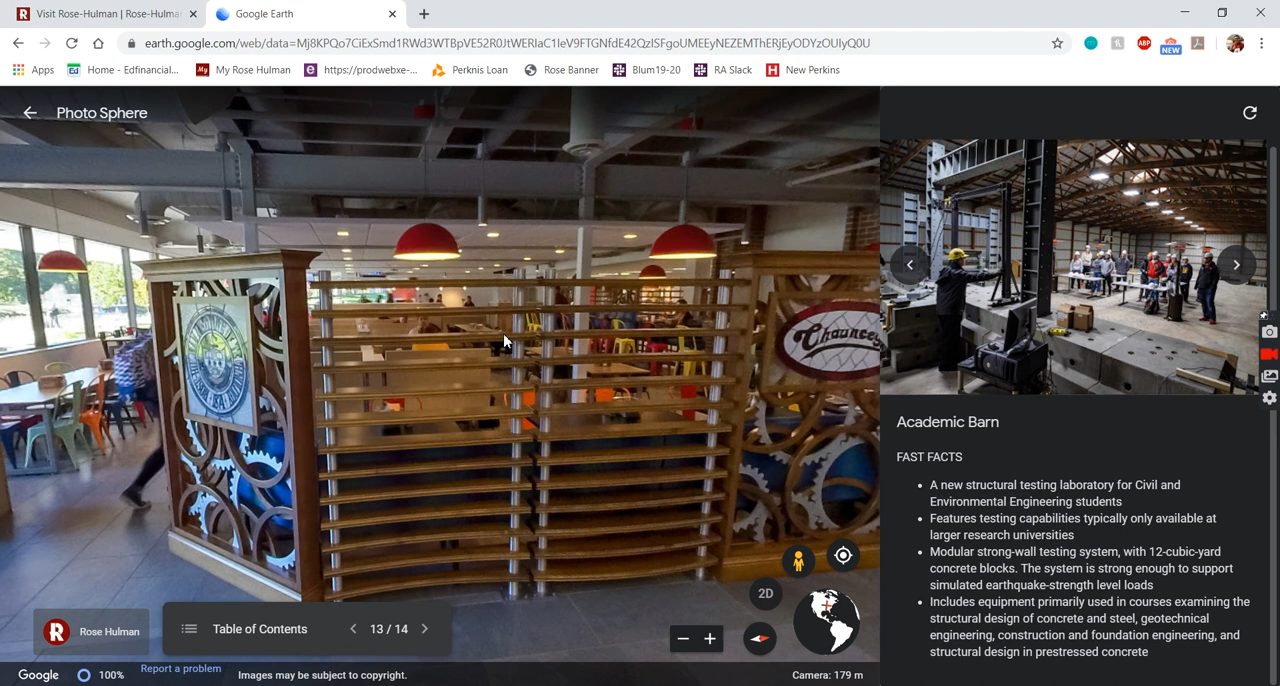 Visit Rose-Hulman | Rose-Hulma
Google Earth
earth.google.com/web/data=Mj8KPQo7CiExSmd1RWd3WTBpVE52R0JtWERIaC1IeV9FTGNfdE42QzISFgoUMEEyNEZEMThERjEyODYzOUIyQ0U
ABP
NEW
Apps
Ed
Home - Edfinancial...
My
My Rose Hulman
e
https://prodwebxe-...
Perknis Loan
Rose Banner
Blum19-20
RA Slack
H
New Perkins
Photo Sphere
Chauncey
Academic Barn
FAST FACTS
• A new structural testing laboratory for Civil and
Environmental Engineering students
• Features testing capabilities typically only available at
larger research universities
• Modular strong-wall testing system, with 12-cubic-yard
concrete blocks. The system is strong enough to support
simulated earthquake-strength level loads
• Includes equipment primarily used in courses examining the
structural design of concrete and steel, geotechnical
engineering, construction and foundation engineering, and
structural design in prestressed concrete
2D
R
Rose Hulman
Table of Contents
13 / 14
Google
100%
Report a problem
Images may be subject to copyright.
Camera: 179 m